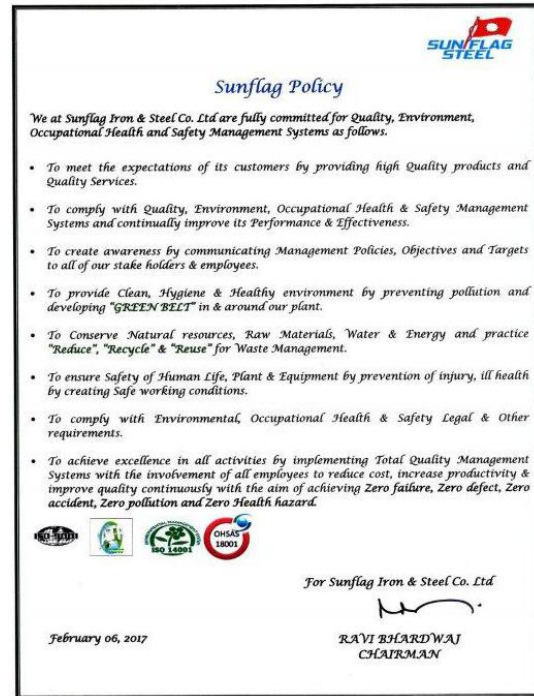 SUN FLAG
STEEL
Sunflag Policy
We at Sunflag Iron & Steel Co. Ltd are fully committed for Quality, Environment,
Occupational Health and Safety Management Systems as follows.
• To meet the expectations of its customers by providing high Quality products and
Quality Services.
• To comply with Quality, Environment, Occupational Health & Safety Management
Systems and continually improve its Performance & Effectiveness.
• To create awareness by communicating Management Policies, Objectives and Targets
to all of our stake holders & employees.
• To provide Clean, Hygiene & Healthy environment by preventing pollution and
developing "GREEN BELT" in & around our plant.
• To Conserve Natural resources, Raw Materials, Water & Energy and practice
"Reduce", "Recycle" & "Reuse" for Waste Management.
• To ensure Safety of Human Life, Plant & Equipment by prevention of injury, ill health
by creating Safe working conditions.
• To comply with Environmental, Occupational Health & Safety Legal & Other
requirements.
• To achieve excellence in all activities by implementing Total Quality Management
Systems with the involvement of all employees to reduce cost, increase productivity &
improve quality continuously with the aim of achieving Zero failure, Zero defect, Zero
accident, Zero pollution and Zero Health hazard.
ISO 14001
OHSAS
18001
For Sunflag Iron & Steel Co. Ltd
February 06, 2017
RAVI BHARDWAJ
CHAIRMAN